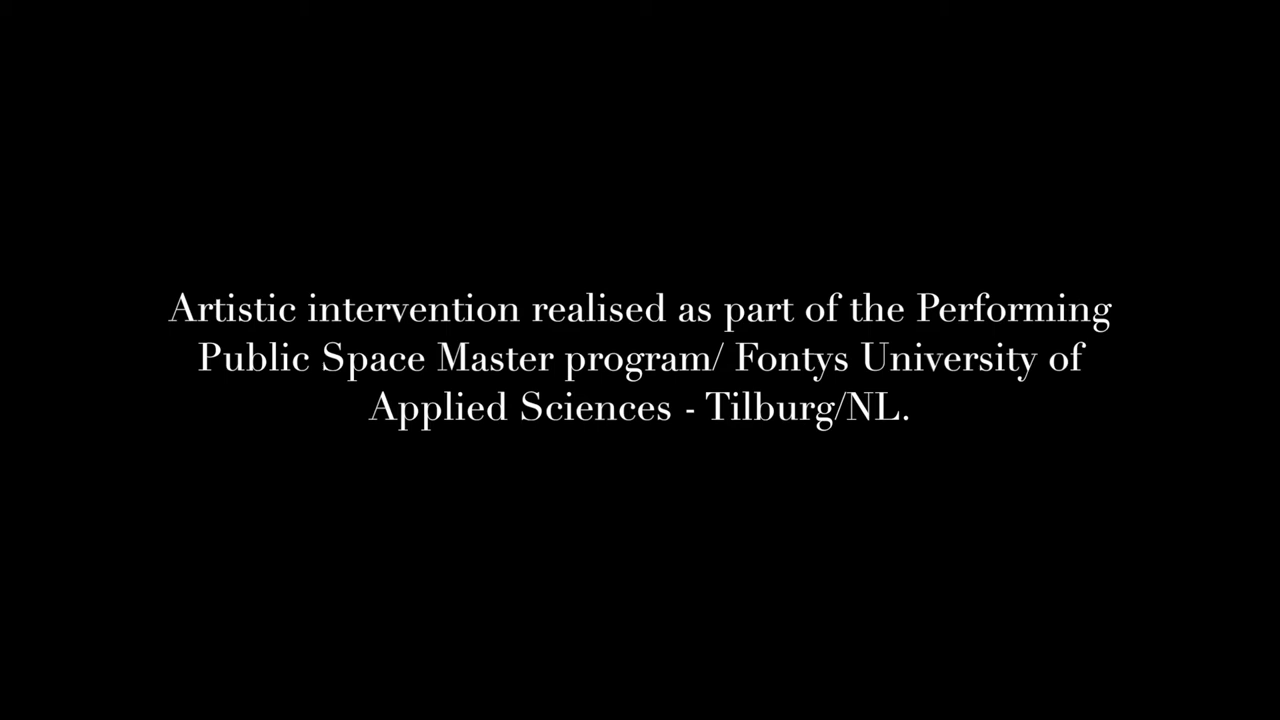 Artistic intervention realised as part of the Performing
Public Space Master program/ Fontys University of
Applied Sciences - Tilburg/NL.